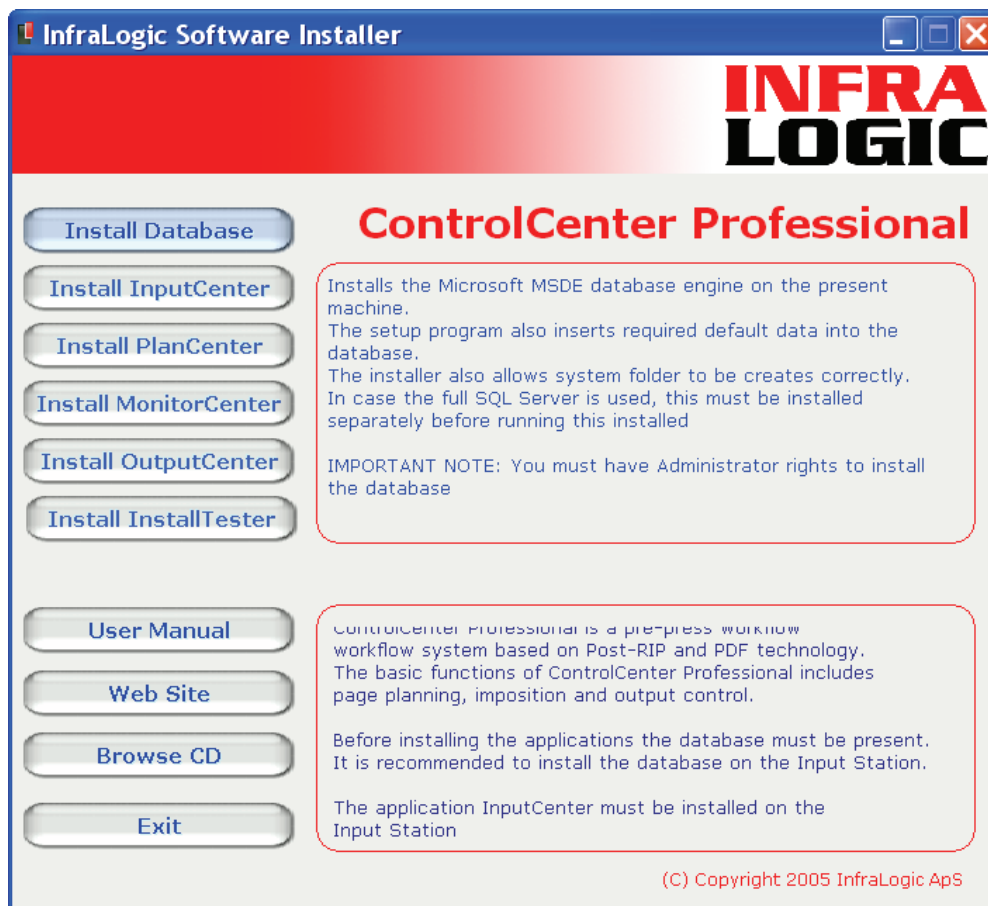 InfraLogic Software Installer
INFRA
LOGIC
ControlCenter Professional
Install Database
Install InputCenter
Install PlanCenter
Install MonitorCenter
Install OutputCenter
Install InstallTester
Installs the Microsoft MSDE database engine on the present
machine.
The setup program also inserts required default data into the
database.
The installer also allows system folder to be creates correctly.
In case the full SQL Server is used, this must be installed
separately before running this installed
IMPORTANT NOTE: You must have Administrator rights to install
the database
User Manual
Web Site
Browse CD
Exit
ControlCenter Professional is a pre-press workflow
workflow system based on Post-RIP and PDF technology.
The basic functions of ControlCenter Professional includes
page planning, imposition and output control.
Before installing the applications the database must be present.
It is recommended to install the database on the Input Station.
The application InputCenter must be installed on the
Input Station
(C) Copyright 2005 InfraLogic ApS